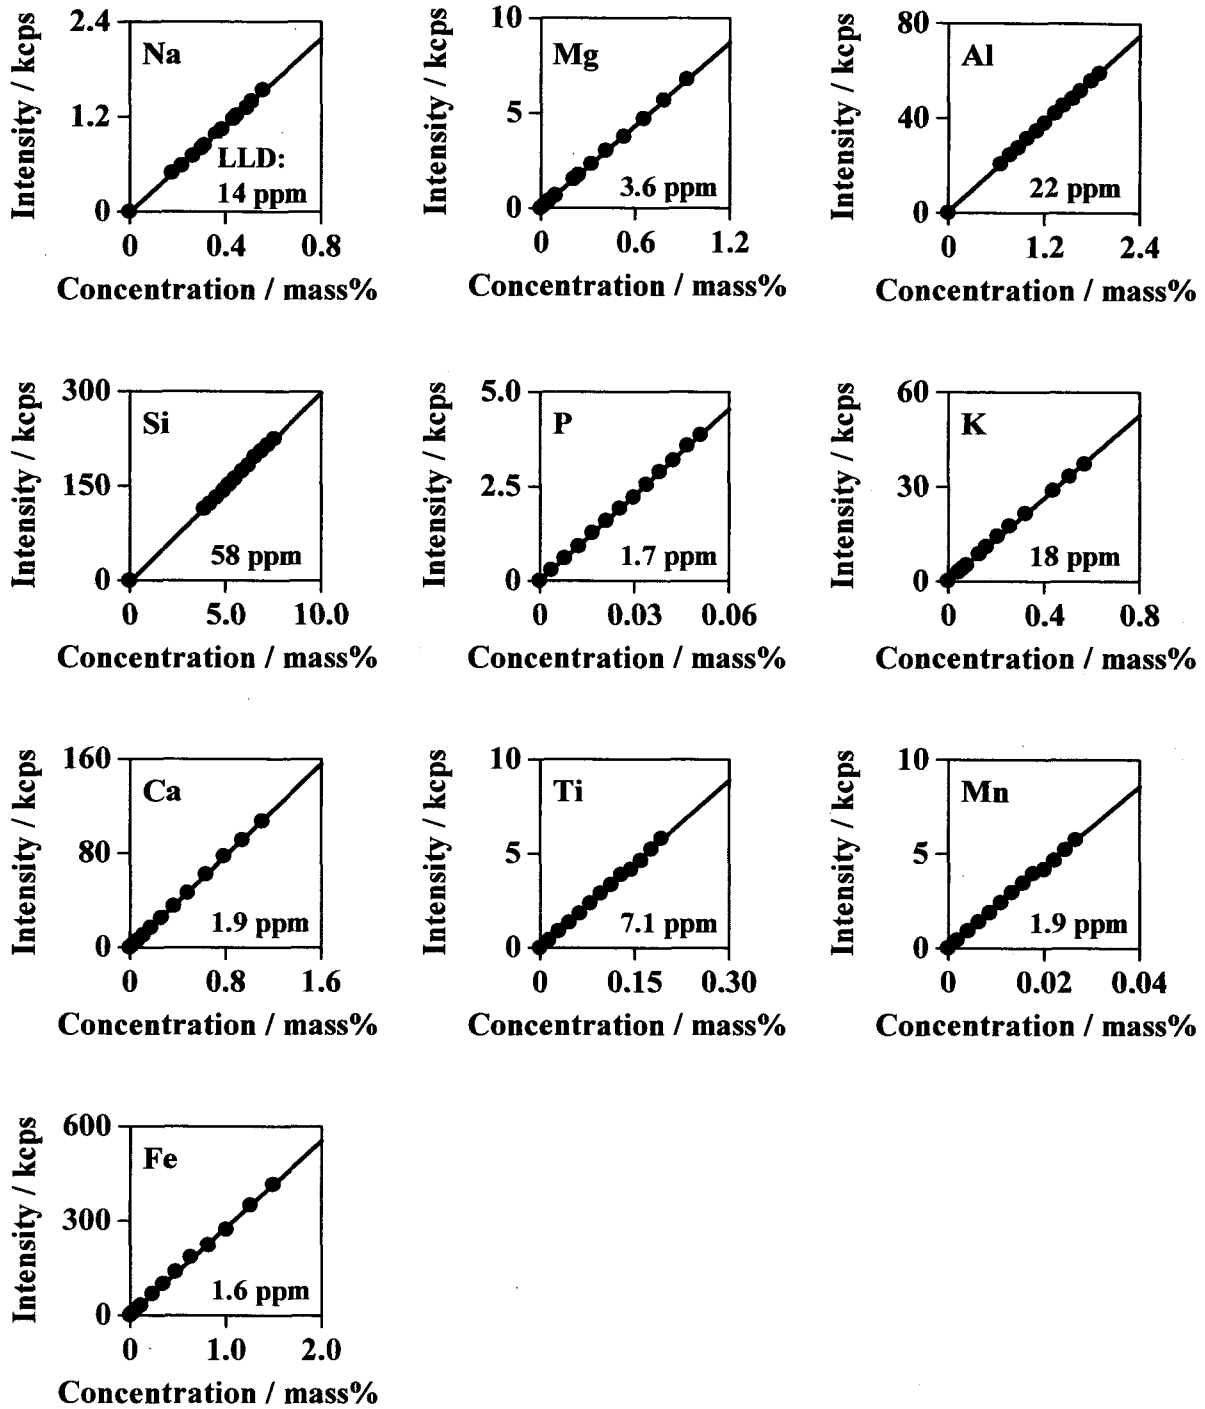 Intensity / kcps
2.4
1.2
0
Na
LLD:
14 ppm
0 0.4 0.8
Concentration / mass%
Intensity / kcps
10
5
0
Mg
3.6 ppm
0 0.6 1.2
Concentration / mass%
Intensity / kcps
80
40
0
Al
22 ppm
0 1.2 2.4
Concentration / mass%
Intensity / kcps
300
150
0
Si
58 ppm
0 5.0 10.0
Concentration / mass%
Intensity / kcps
5.0
2.5
0
P
1.7 ppm
0 0.03 0.06
Concentration / mass%
Intensity / kcps
60
30
0
K
18 ppm
0 0.4 0.8
Concentration / mass%
Intensity / kcps
160
80
0
Ca
1.9 ppm
0 0.8 1.6
Concentration / mass%
Intensity / kcps
10
5
0
Ti
7.1 ppm
0 0.15 0.30
Concentration / mass%
Intensity / kcps
10
5
0
Mn
1.9 ppm
0 0.02 0.04
Concentration / mass%
Intensity / kcps
600
300
0
Fe
1.6 ppm
0 1.0 2.0
Concentration / mass%